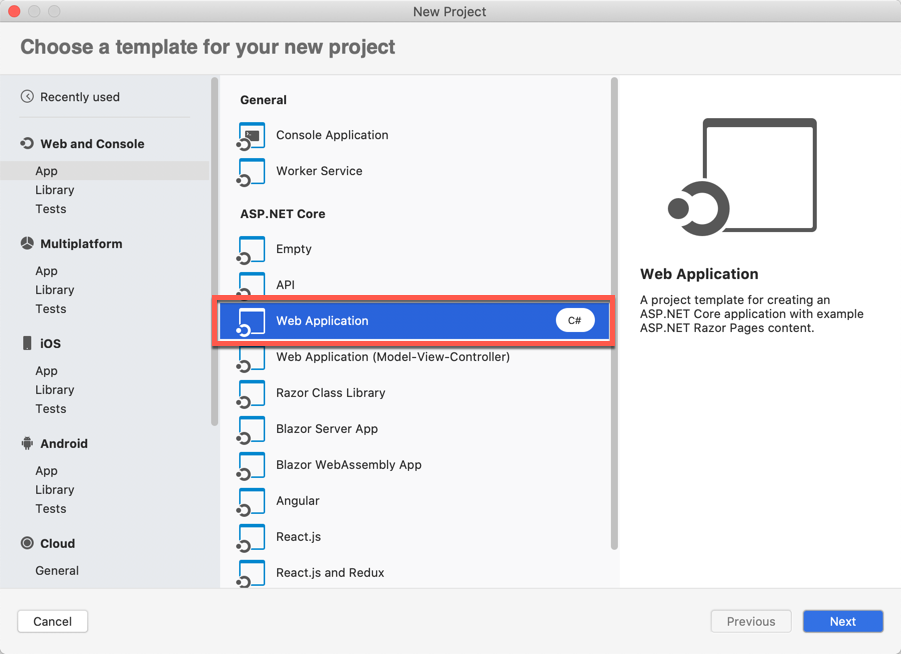 New Project
Choose a template for your new project
Recently used
Web and Console
App
Library
Tests
Multiplatform
App
Library
Tests
iOS
App
Library
Tests
Android
App
Library
Tests
Cloud
General
General
Console Application
Worker Service
ASP.NET Core
Empty
API
Web Application
C#
Web Application (Model-View-Controller)
Razor Class Library
Blazor Server App
Blazor WebAssembly App
Angular
React.js
React.js and Redux
Web Application
A project template for creating an
ASP.NET Core application with example
ASP.NET Razor Pages content.
Cancel
Previous
Next